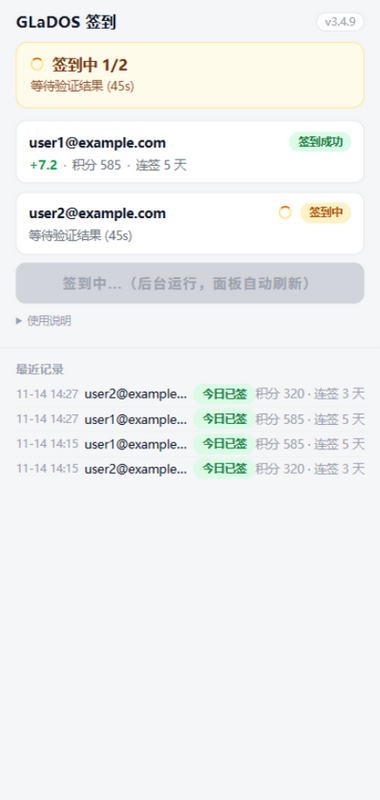 GLaDOS 签到
v3.4.9
签到中 1/2
等待验证结果 (45s)
user1@example.com
签到成功
+7.2 · 积分 585 · 连签 5 天
user2@example.com
签到中
等待验证结果 (45s)
签到中...（后台运行，面板自动刷新）
▶ 使用说明
最近记录
11-14 14:27 user2@example... 今日已签 积分 320 · 连签 3 天
11-14 14:27 user1@example... 今日已签 积分 585 · 连签 5 天
11-14 14:15 user1@example... 今日已签 积分 585 · 连签 5 天
11-14 14:15 user2@example... 今日已签 积分 320 · 连签 3 天